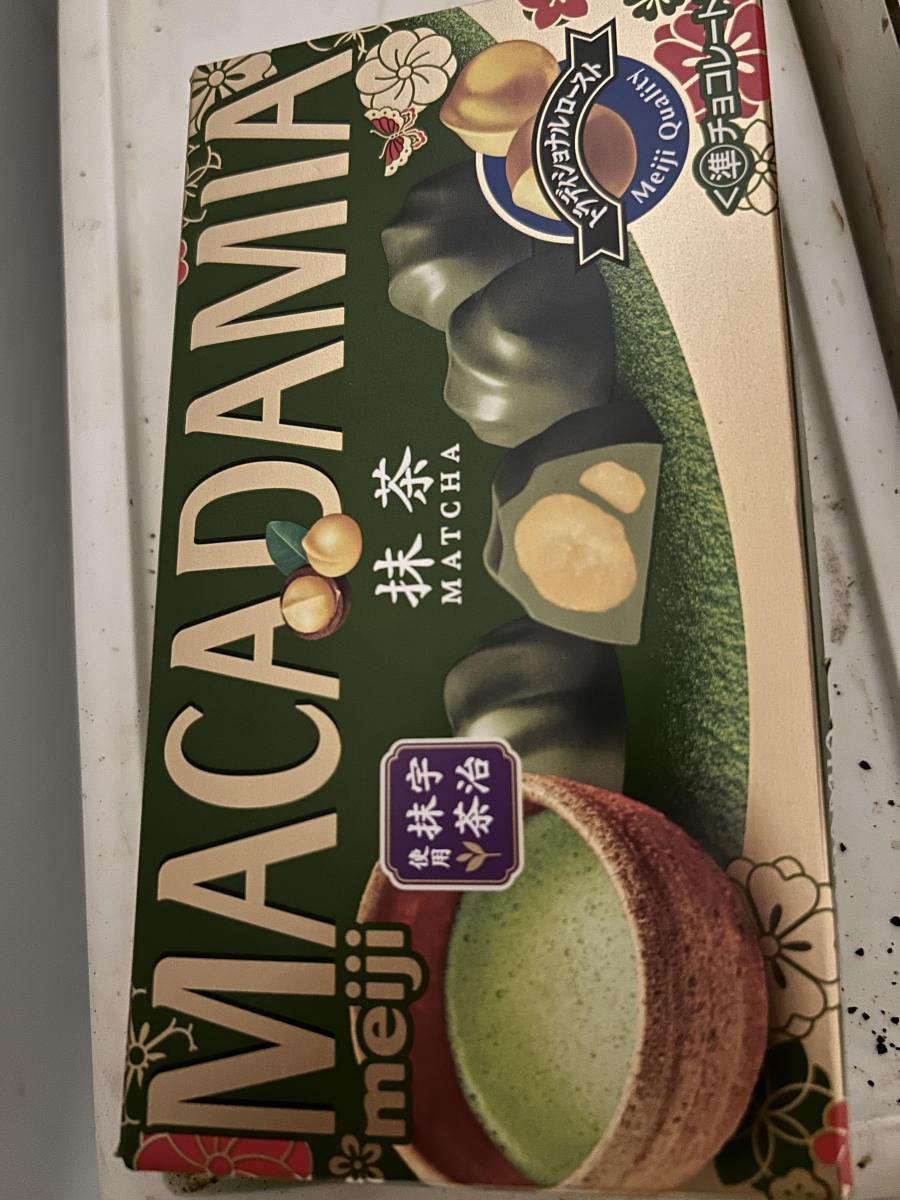 MACADAMIA
抹茶
MATCHA
トラディショナルロースト
Meiji Quality
準チョコレート
宇治
抹茶
使用
meiji